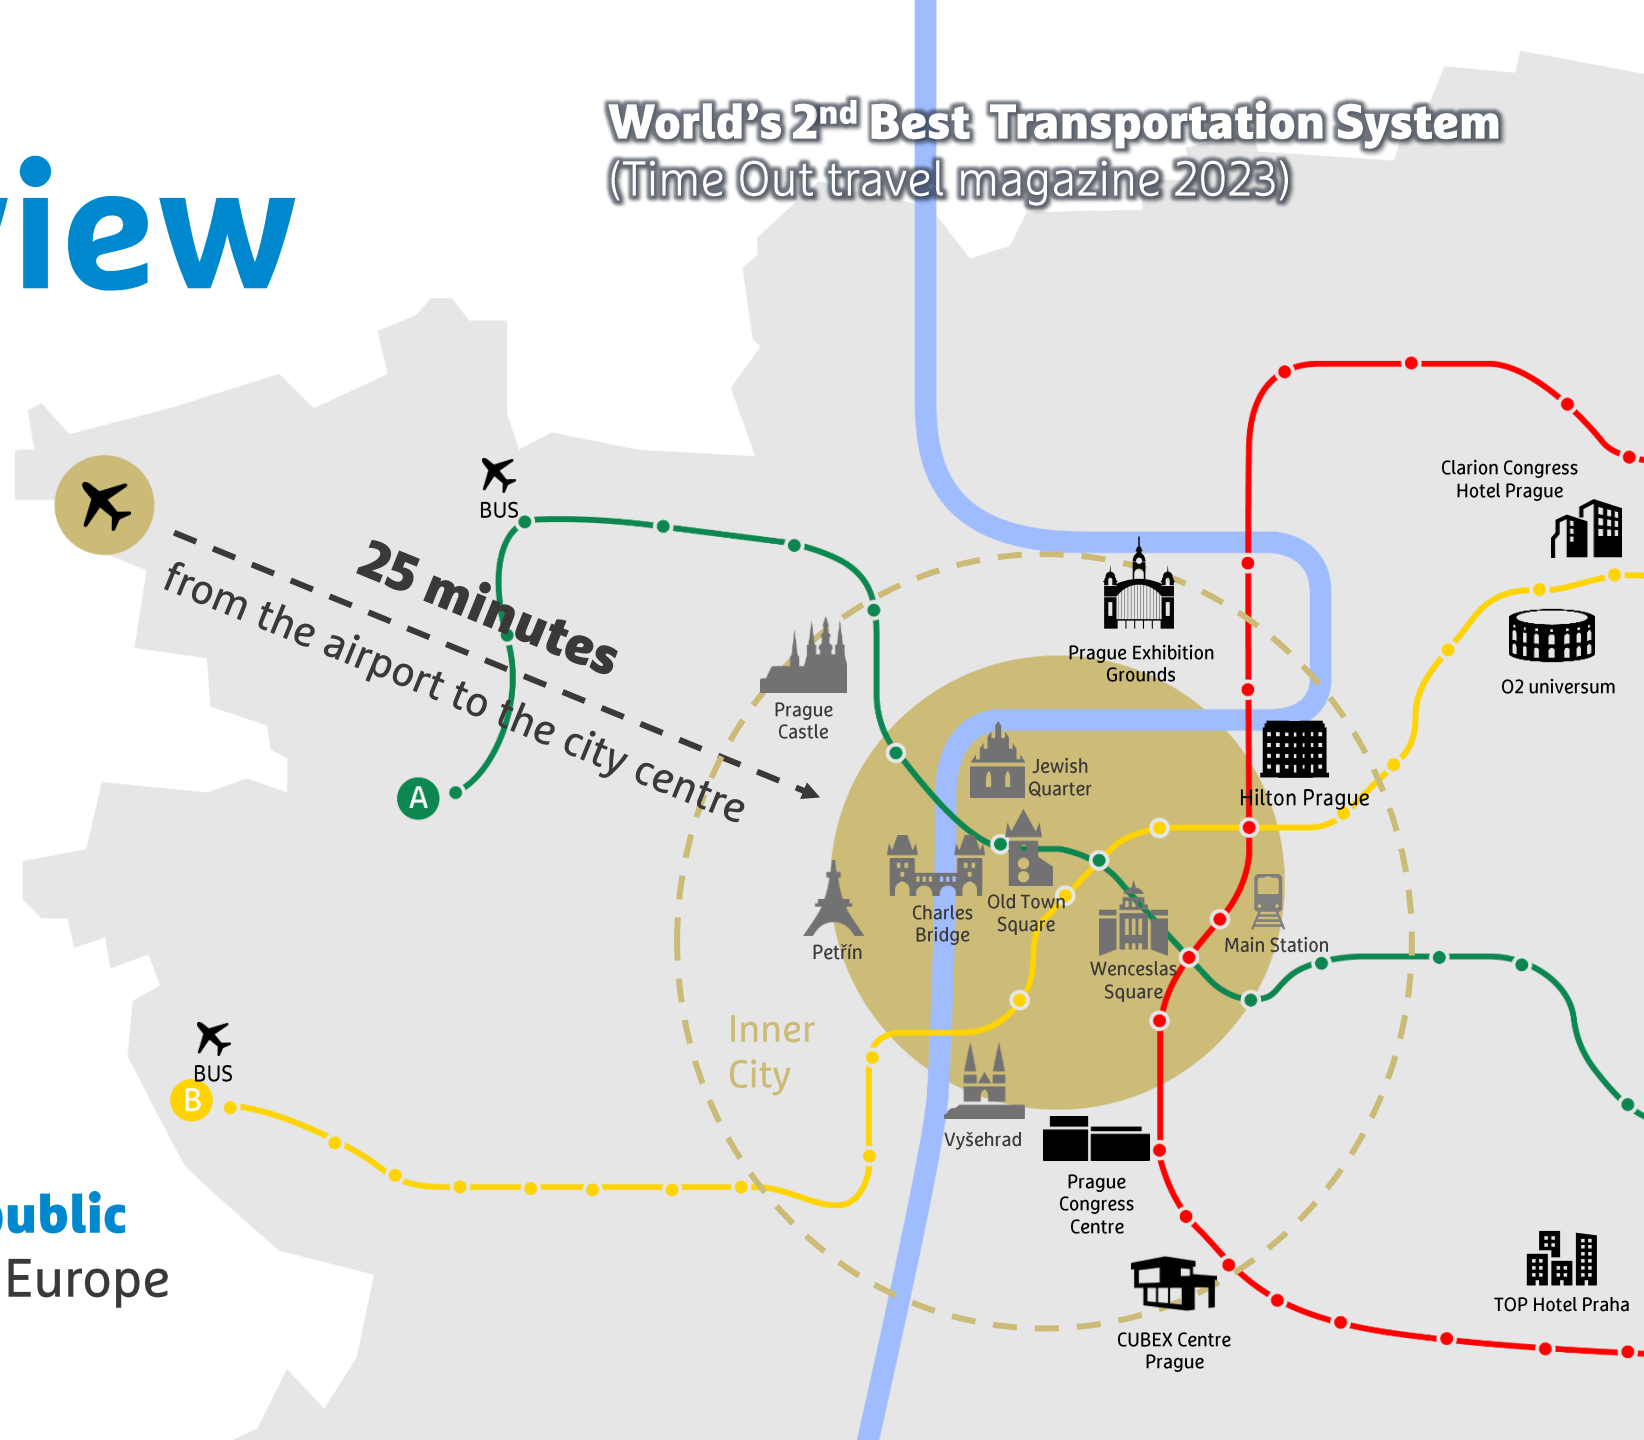 World's 2nd Best Transportation System
(Time Out travel magazine 2023)
view
BUS
25 minutes
from the airport to the city centre
A
Clarion Congress
Hotel Prague
O2 universum
Prague Exhibition
Grounds
Prague
Castle
Jewish
Quarter
Hilton Prague
Old Town
Square
Charles
Bridge
Petřín
Wenceslas
Square
Main Station
Inner
City
BUS
B
Vyšehrad
Prague
Congress
Centre
public
Europe
CUBEX Centre
Prague
TOP Hotel Praha